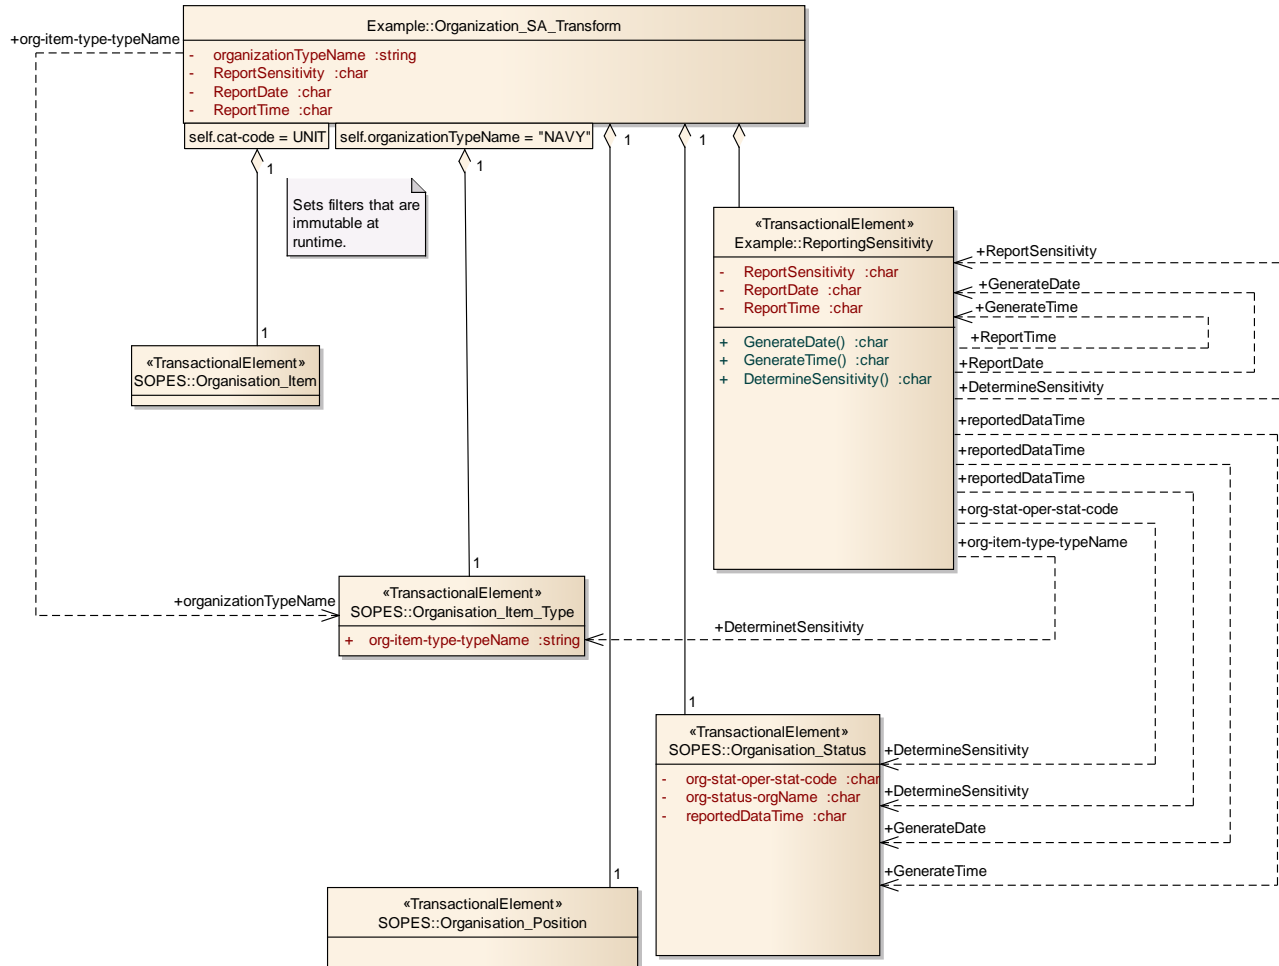 Example::Organization_SA_Transform
+org-item-type-typeName
- organizationTypeName :string
- ReportSensitivity :char
- ReportDate :char
- ReportTime :char
self.cat-code = UNIT
self.organizationTypeName = "NAVY"
1
1
1
1
Sets filters that are
immutable at
runtime.
«TransactionalElement»
Example::ReportingSensitivity
- ReportSensitivity :char
- ReportDate :char
- ReportTime :char
+ GenerateDate() :char
+ GenerateTime() :char
+ DetermineSensitivity() :char
+ReportSensitivity
+GenerateDate
+GenerateTime
+ReportTime
+ReportDate
+DetermineSensitivity
+reportedDataTime
+reportedDataTime
+reportedDataTime
+org-stat-oper-stat-code
+org-item-type-typeName
1
«TransactionalElement»
SOPES::Organisation_Item
1
+organizationTypeName
«TransactionalElement»
SOPES::Organisation_Item_Type
+ org-item-type-typeName :string
+DeterminetSensitivity
1
«TransactionalElement»
SOPES::Organisation_Status
- org-stat-oper-stat-code :char
- org-status-orgName :char
- reportedDataTime :char
+DetermineSensitivity
+DetermineSensitivity
+GenerateDate
+GenerateTime
1
«TransactionalElement»
SOPES::Organisation_Position